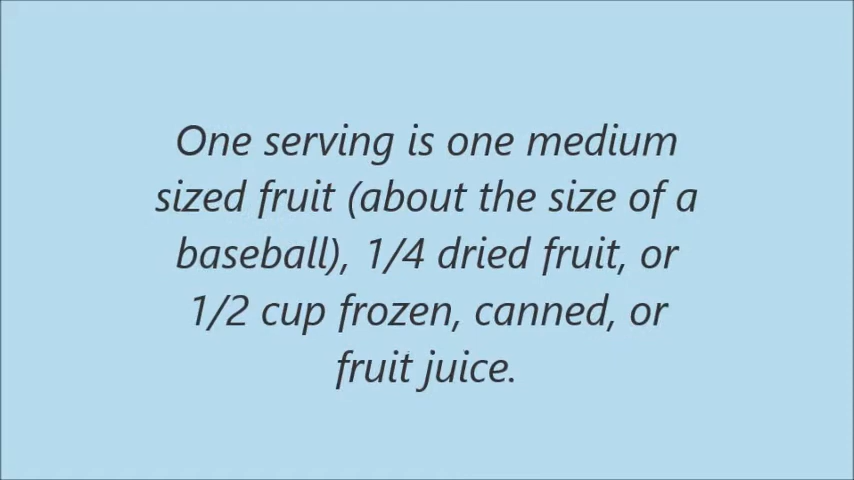 One serving is one medium
sized fruit (about the size of a
baseball), 1/4 dried fruit, or
1/2 cup frozen, canned, or
fruit juice.